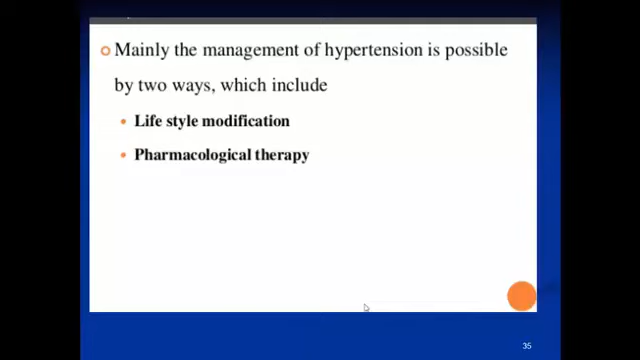 Mainly the management of hypertension is possible
by two ways, which include
Life style modification
Pharmacological therapy
35